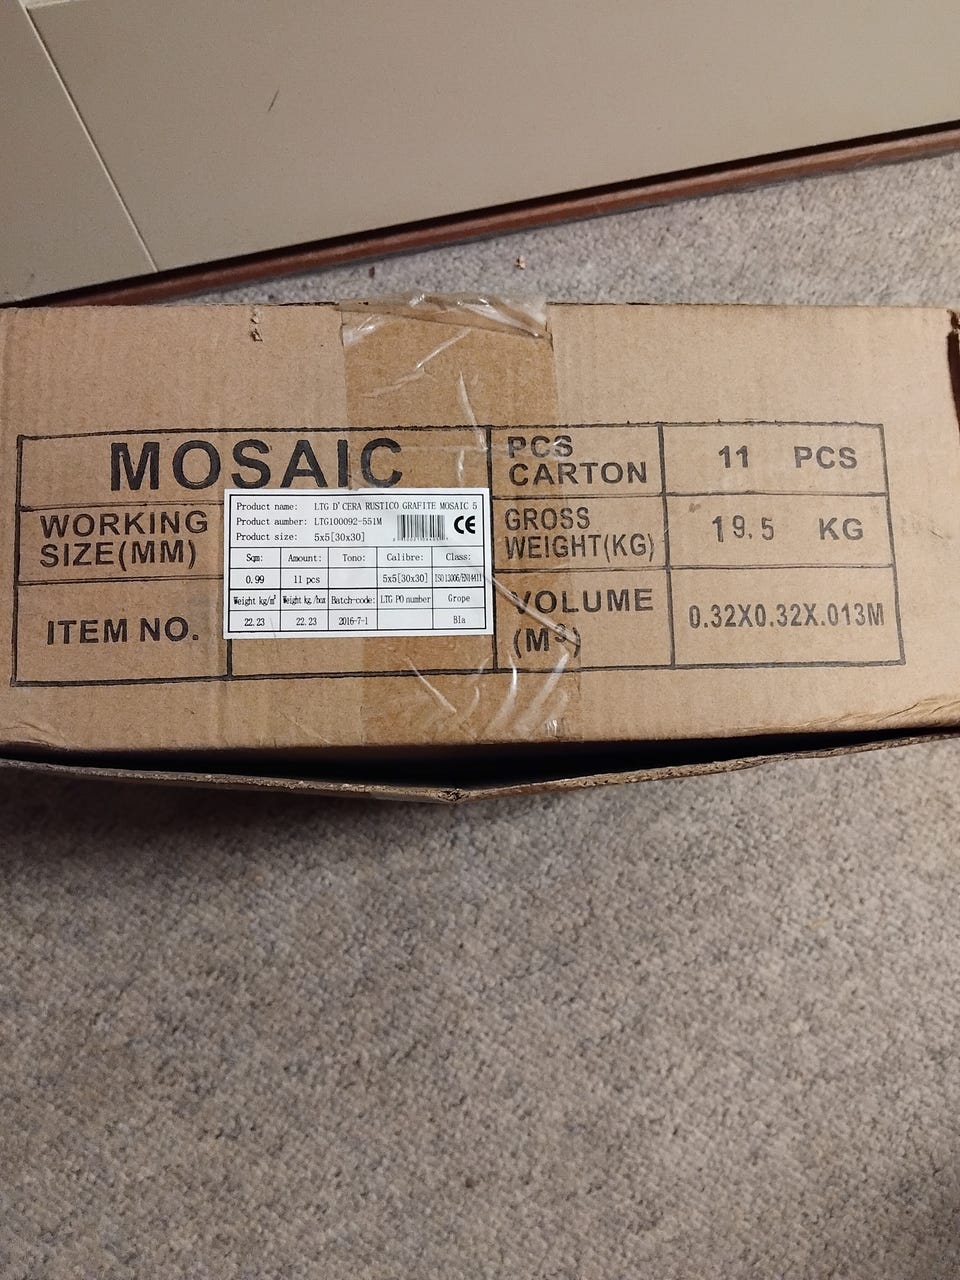 MOSAIC
PCS CARTON 11 PCS
WORKING SIZE(MM)
GROSS WEIGHT(KG) 19.5 KG
ITEM NO.
VOLUME (M³) 0.32X0.32X.013M
Product name: LTG D'CERA RUSTICO GRAFITE MOSAIC 5
Product aumber: LTG100092-551M
CE
Product size: 5x5[30x30]
Sqm: Amount: Tono: Calibre: Class:
0.99 11 pcs 5x5[30x30] ISO13006/EN14411
Weight kg/m² Weight kg./box Batch-code: LTG PO number Grope
22.23 22.23 2016-7-1 BIa